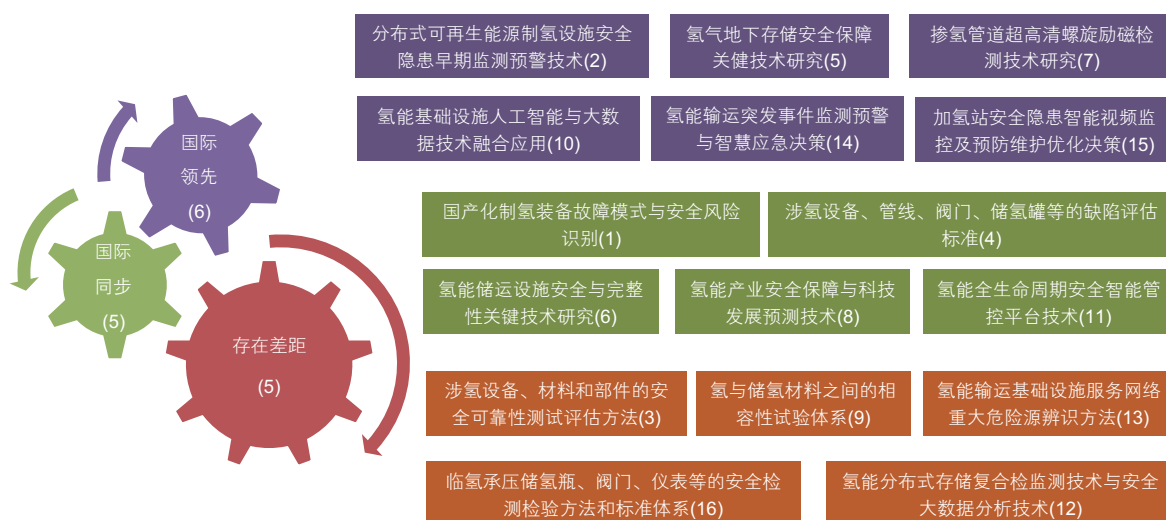 分布式可再生能源制氢设施安全
隐患早期监测预警技术(2)
氢气地下存储安全保障
关健技术研究(5)
掺氢管道超高清螺旋励磁检
测技术研究(7)
氢能基础设施人工智能与大数
据技术融合应用(10)
氢能输运突发事件监测预警
与智慧应急决策(14)
加氢站安全隐患智能视频监
控及预防维护优化决策(15)
国际
领先
(6)
国产化制氢装备故障模式与安全风险
识别(1)
涉氢设备、管线、阀门、储氢罐等的缺陷评估
标准(4)
氢能储运设施安全与完整
性关键技术研究(6)
氢能产业安全保障与科技
发展预测技术(8)
氢能全生命周期安全智能管
控平台技术(11)
国际
同步
(5)
存在差距
(5)
涉氢设备、材料和部件的安
全可靠性测试评估方法(3)
氢与储氢材料之间的相
容性试验体系(9)
氢能输运基础设施服务网络
重大危险源辨识方法(13)
临氢承压储氢瓶、阀门、仪表等的安全检
测检验方法和标准体系(16)
氢能分布式存储复合检监测技术与安全
大数据分析技术(12)